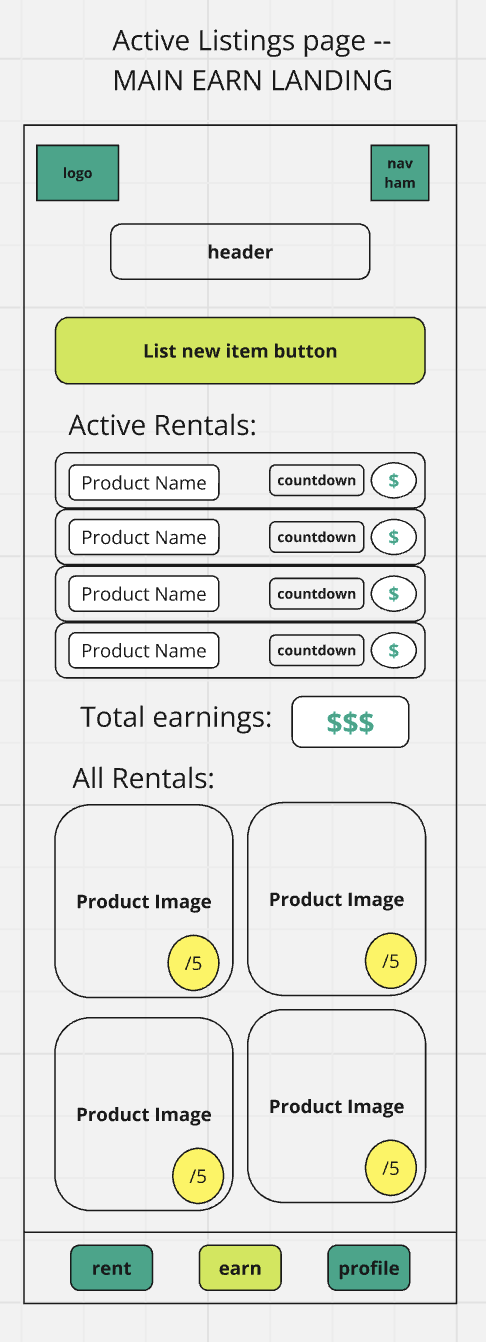 Active Listings page --
MAIN EARN LANDING
logo
nav
ham
header
List new item button
Active Rentals:
Product Name countdown $
Product Name countdown $
Product Name countdown $
Product Name countdown $
Total earnings: $$$
All Rentals:
Product Image Product Image
/5 /5
Product Image Product Image
/5 /5
rent earn profile